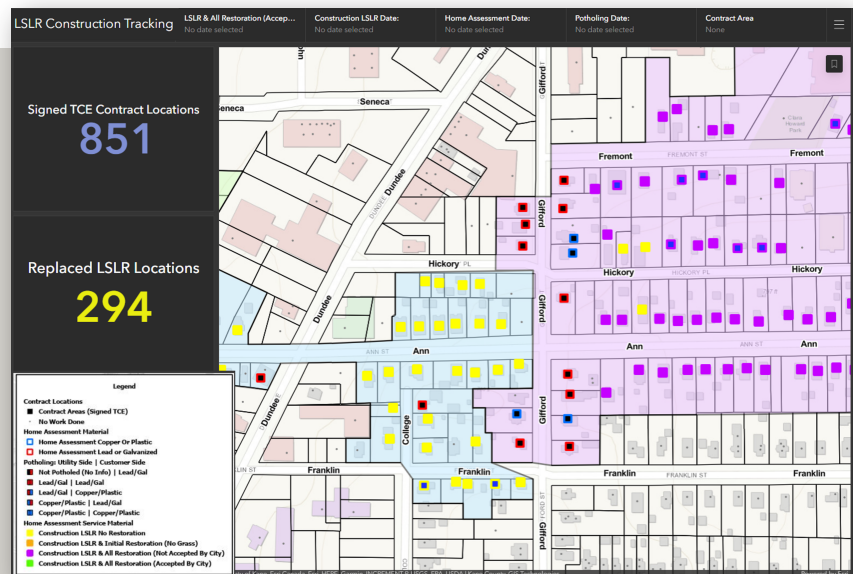 LSLR Construction Tracking
LSLR & All Restoration (Accep...
No date selected
Construction LSLR Date:
No date selected
Home Assessment Date:
No date selected
Potholing Date:
No date selected
Contract Area
None
Signed TCE Contract Locations
851
Replaced LSLR Locations
294
Legend
Contract Locations
Contract Areas (Signed TCE)
No Work Done
Home Assessment Material
Home Assessment Copper Or Plastic
Home Assessment Lead or Galvanized
Potholing: Utility Side | Customer Side
Not Potholed (No Info) | Lead/Gal
Lead/Gal | Lead/Gal
Lead/Gal | Copper/Plastic
Copper/Plastic | Lead/Gal
Copper/Plastic | Copper/Plastic
Home Assessment Service Material
Construction LSLR No Restoration
Construction LSLR & Initial Restoration (No Grass)
Construction LSLR & All Restoration (Not Accepted By City)
Construction LSLR & All Restoration (Accepted By City)
Seneca
Dundee
DUNDEE
Gifford
Fremont
FREMONT ST
Fremont
Gifford
Hickory PL
Hickory
HICKORY PL
Hickory
Dundee
Gifford
ANN ST
Ann
Ann
ANN ST
Ann
Dundee
College
Gifford
Franklin
Franklin
Franklin
FRANKLIN ST
Franklin
Gifford